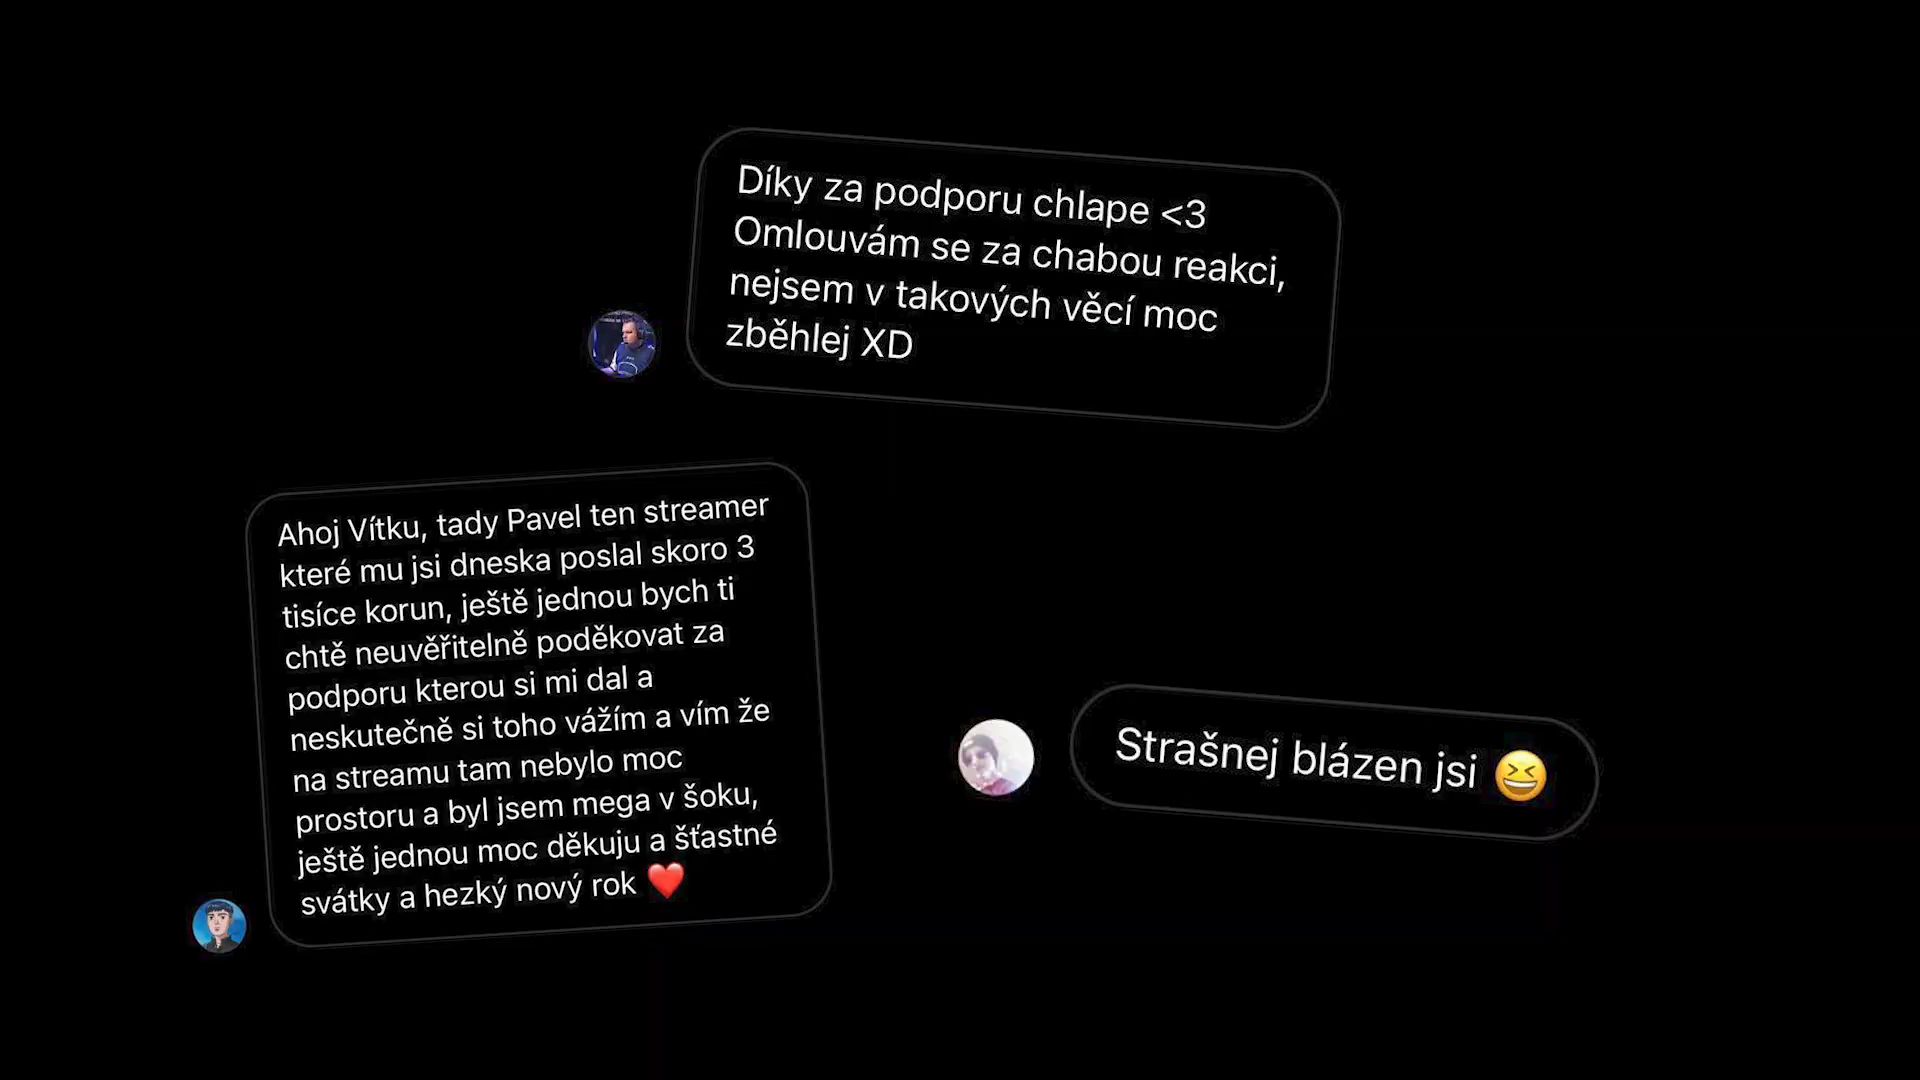 Díky za podporu chlape <3
Omlouvám se za chabou reakci,
nejsem v takových věcí moc
zběhlej XD
Ahoj Vítku, tady Pavel ten streamer
které mu jsi dneska poslal skoro 3
tisíce korun, ještě jednou bych ti
chtě neuvěřitelně poděkovat za
podporu kterou si mi dal a
neskutečně si toho vážím a vím že
na streamu tam nebylo moc
prostoru a byl jsem mega v šoku,
ještě jednou moc děkuju a šťastné
svátky a hezký nový rok ❤️
Strašnej blázen jsi 😆